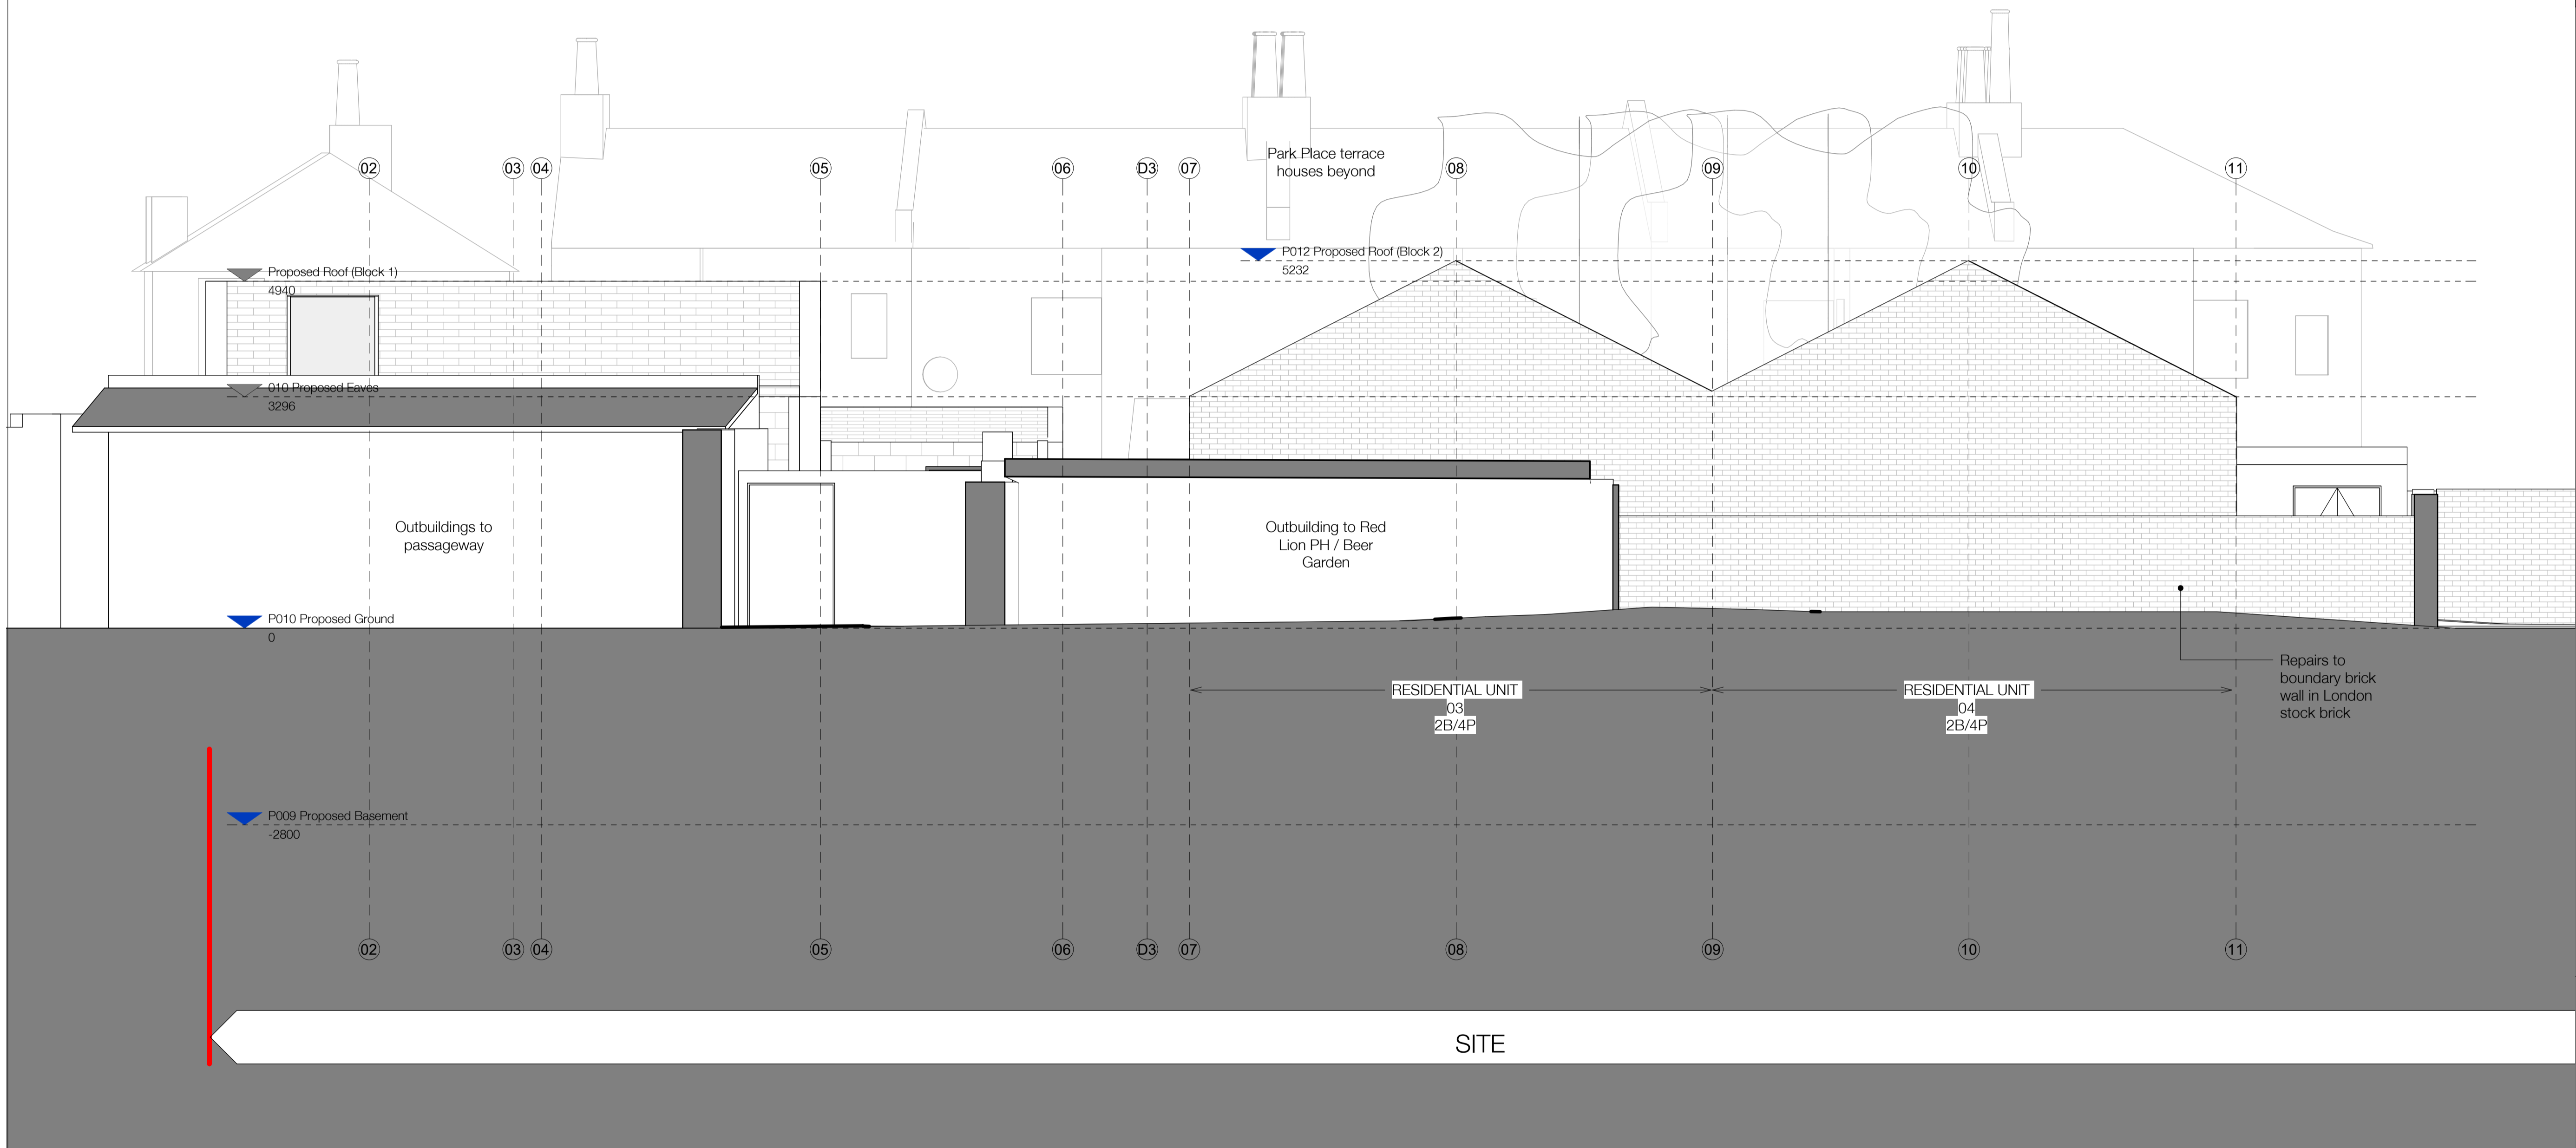 Park Place terrace
houses beyond
02
03
04
05
06
D3
07
08
09
10
11
P012 Proposed Roof (Block 2)
5232
Proposed Roof (Block 1)
4940
010 Proposed Eaves
3296
Outbuildings to
passageway
Outbuilding to Red
Lion PH / Beer
Garden
P010 Proposed Ground
0
Repairs to
boundary brick
wall in London
stock brick
RESIDENTIAL UNIT
03
2B/4P
RESIDENTIAL UNIT
04
2B/4P
P009 Proposed Basement
-2800
02
03
04
05
06
D3
07
08
09
10
11
SITE